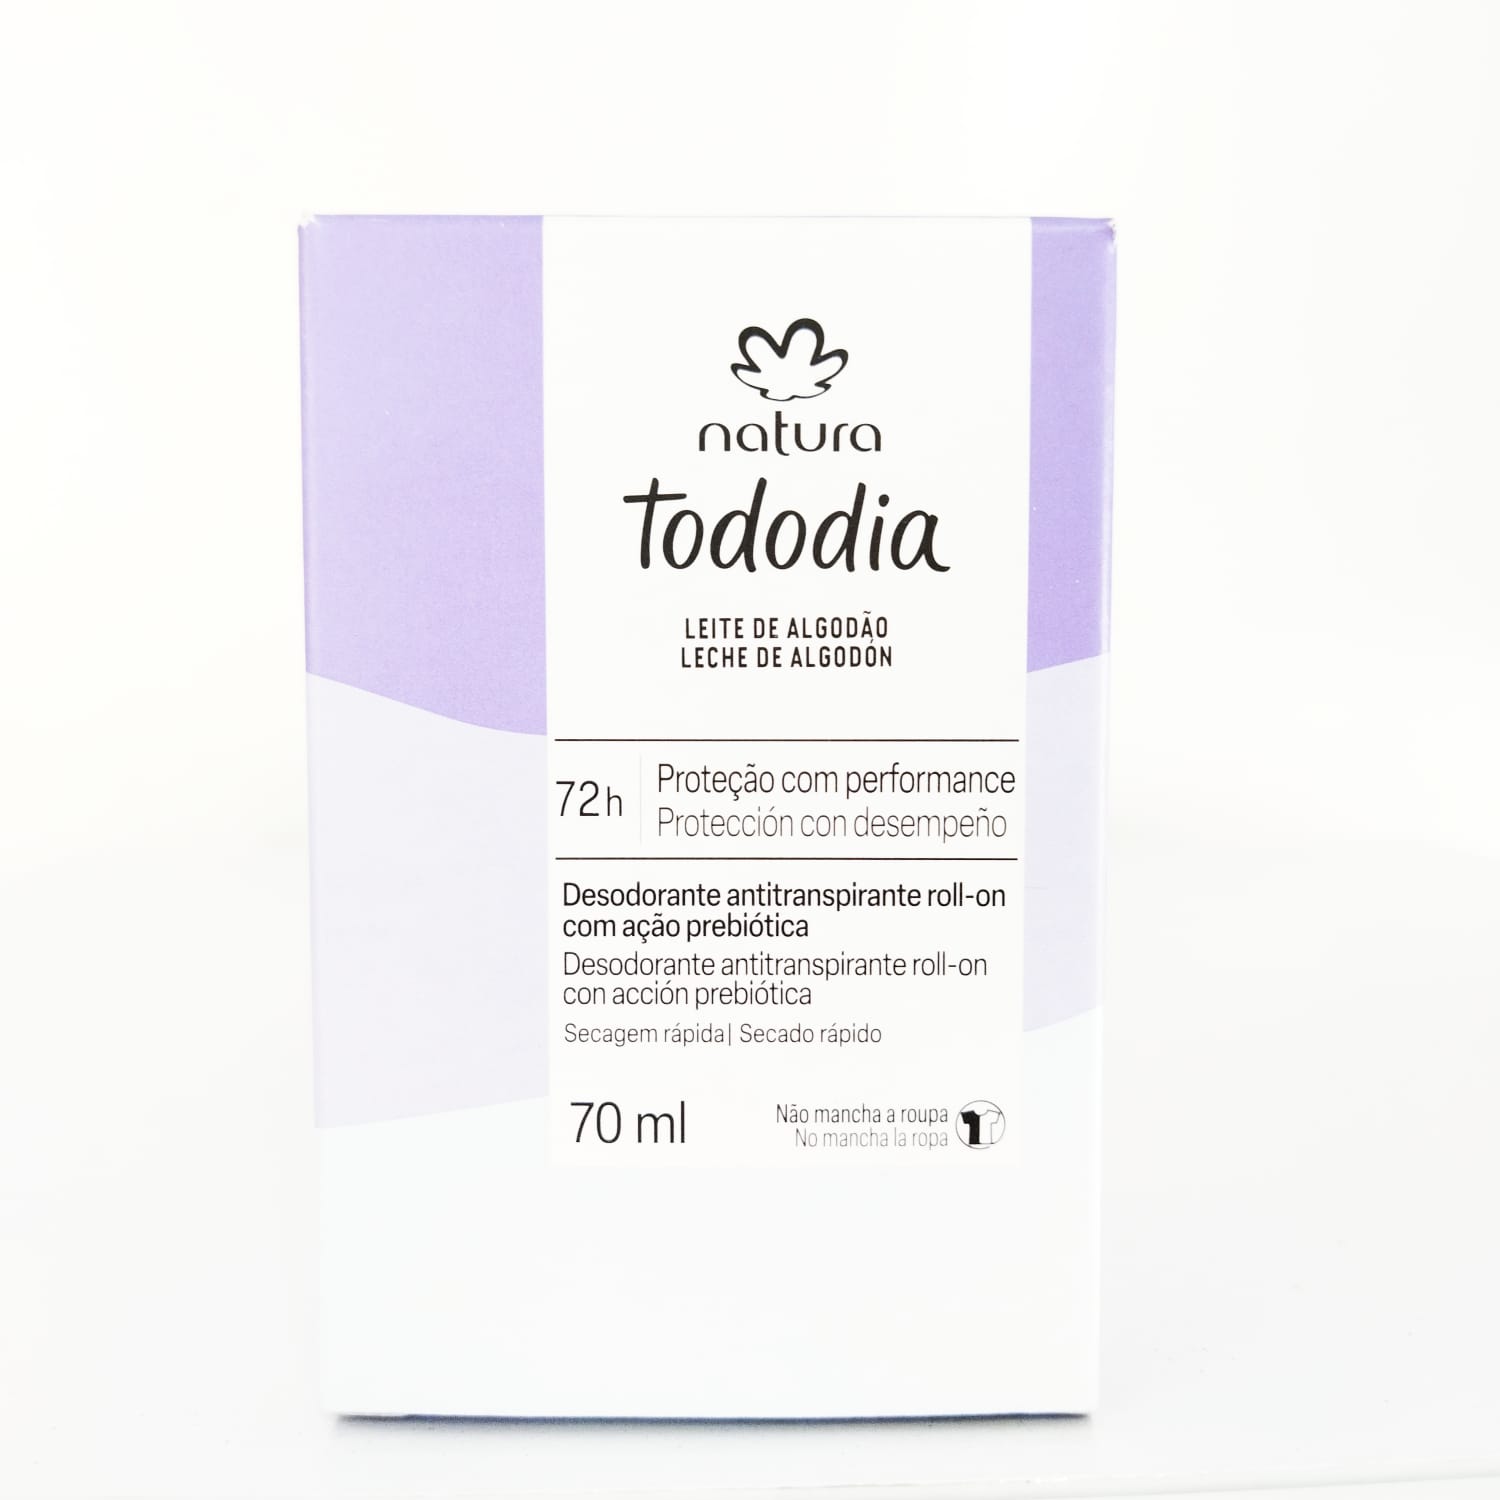 natura
Tododia
LEITE DE ALGODÃO
LECHE DE ALGODÓN
72h
Proteção com performance
Protección con desempeño
Desodorante antitranspirante roll-on
com ação prebiótica
Desodorante antitranspirante roll-on
con acción prebiótica
Secagem rápida| Secado rápido
70 ml
Não mancha a roupa
No mancha la ropa